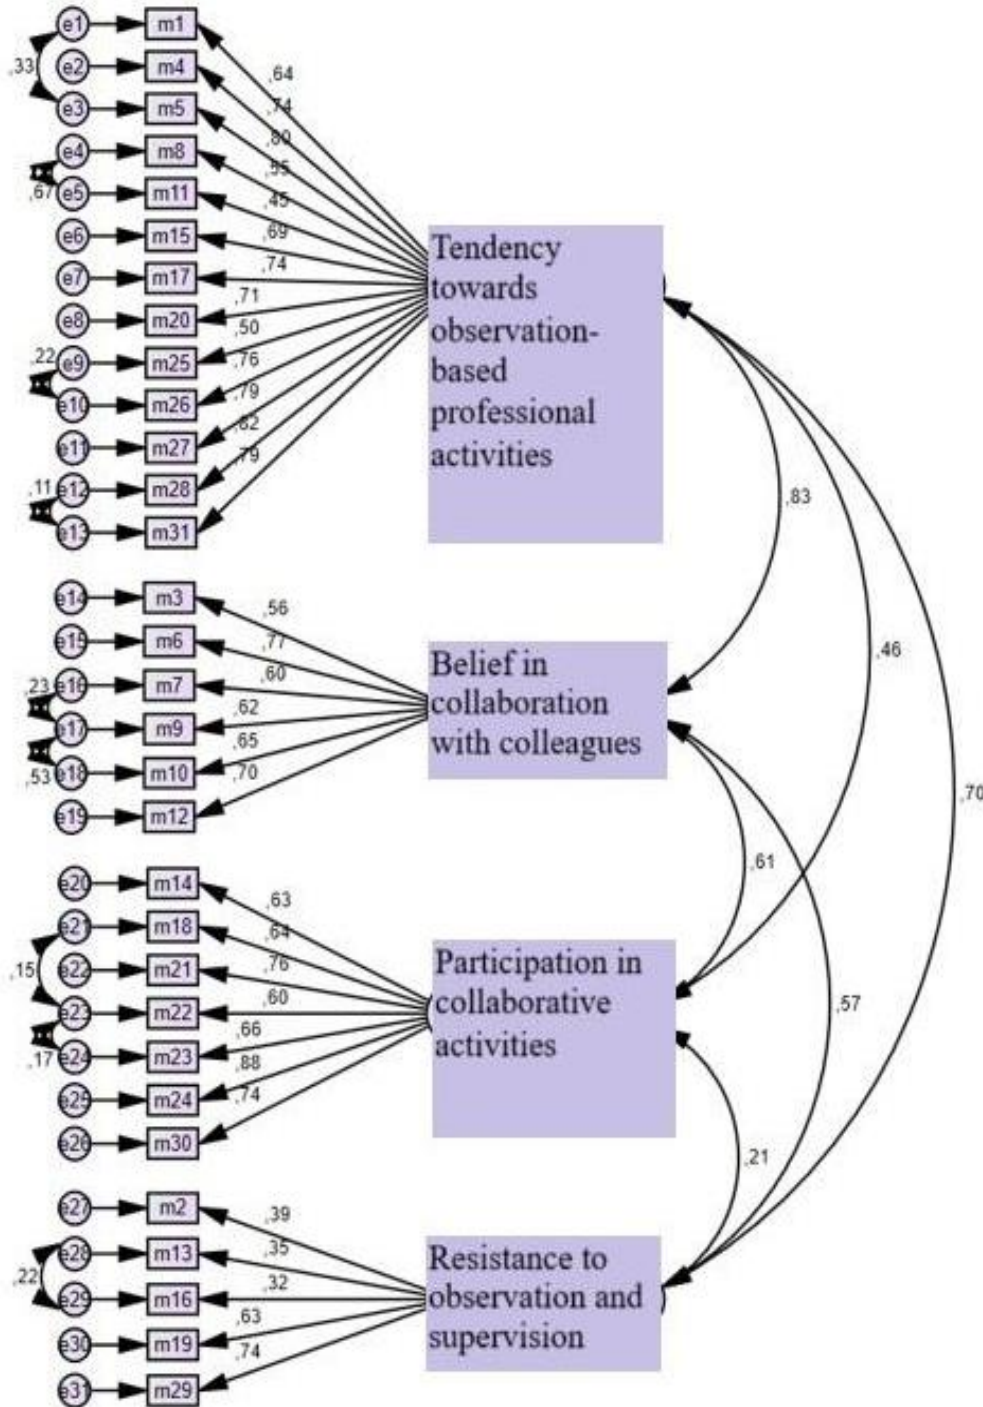 e1 m1
,33 e2 m4 ,64
e3 m5 ,74
e4 m8 ,80
,67 e5 m11 ,55
e6 m15 ,45
e7 m17 ,69
,74
e8 m20 ,71
,22 e9 m25 ,50
e10 m26 ,76
e11 m27 ,79
,11 e12 m28 ,82
e13 m31 ,79
Tendency
towards
observation-
based
professional
activities
,83
,46
,70
e14 m3 ,56
e15 m6 ,77
,23 e16 m7 ,60
e17 m9 ,62
,53 e18 m10 ,65
e19 m12 ,70
Belief in
collaboration
with colleagues
,61
,57
e20 m14 ,63
e21 m18 ,64
,15 e22 m21 ,76
e23 m22 ,60
,17 e24 m23 ,66
e25 m24 ,88
e26 m30 ,74
Participation in
collaborative
activities
,21
e27 m2 ,39
e28 m13 ,35
,22 e29 m16 ,32
e30 m19 ,63
e31 m29 ,74
Resistance to
observation and
supervision